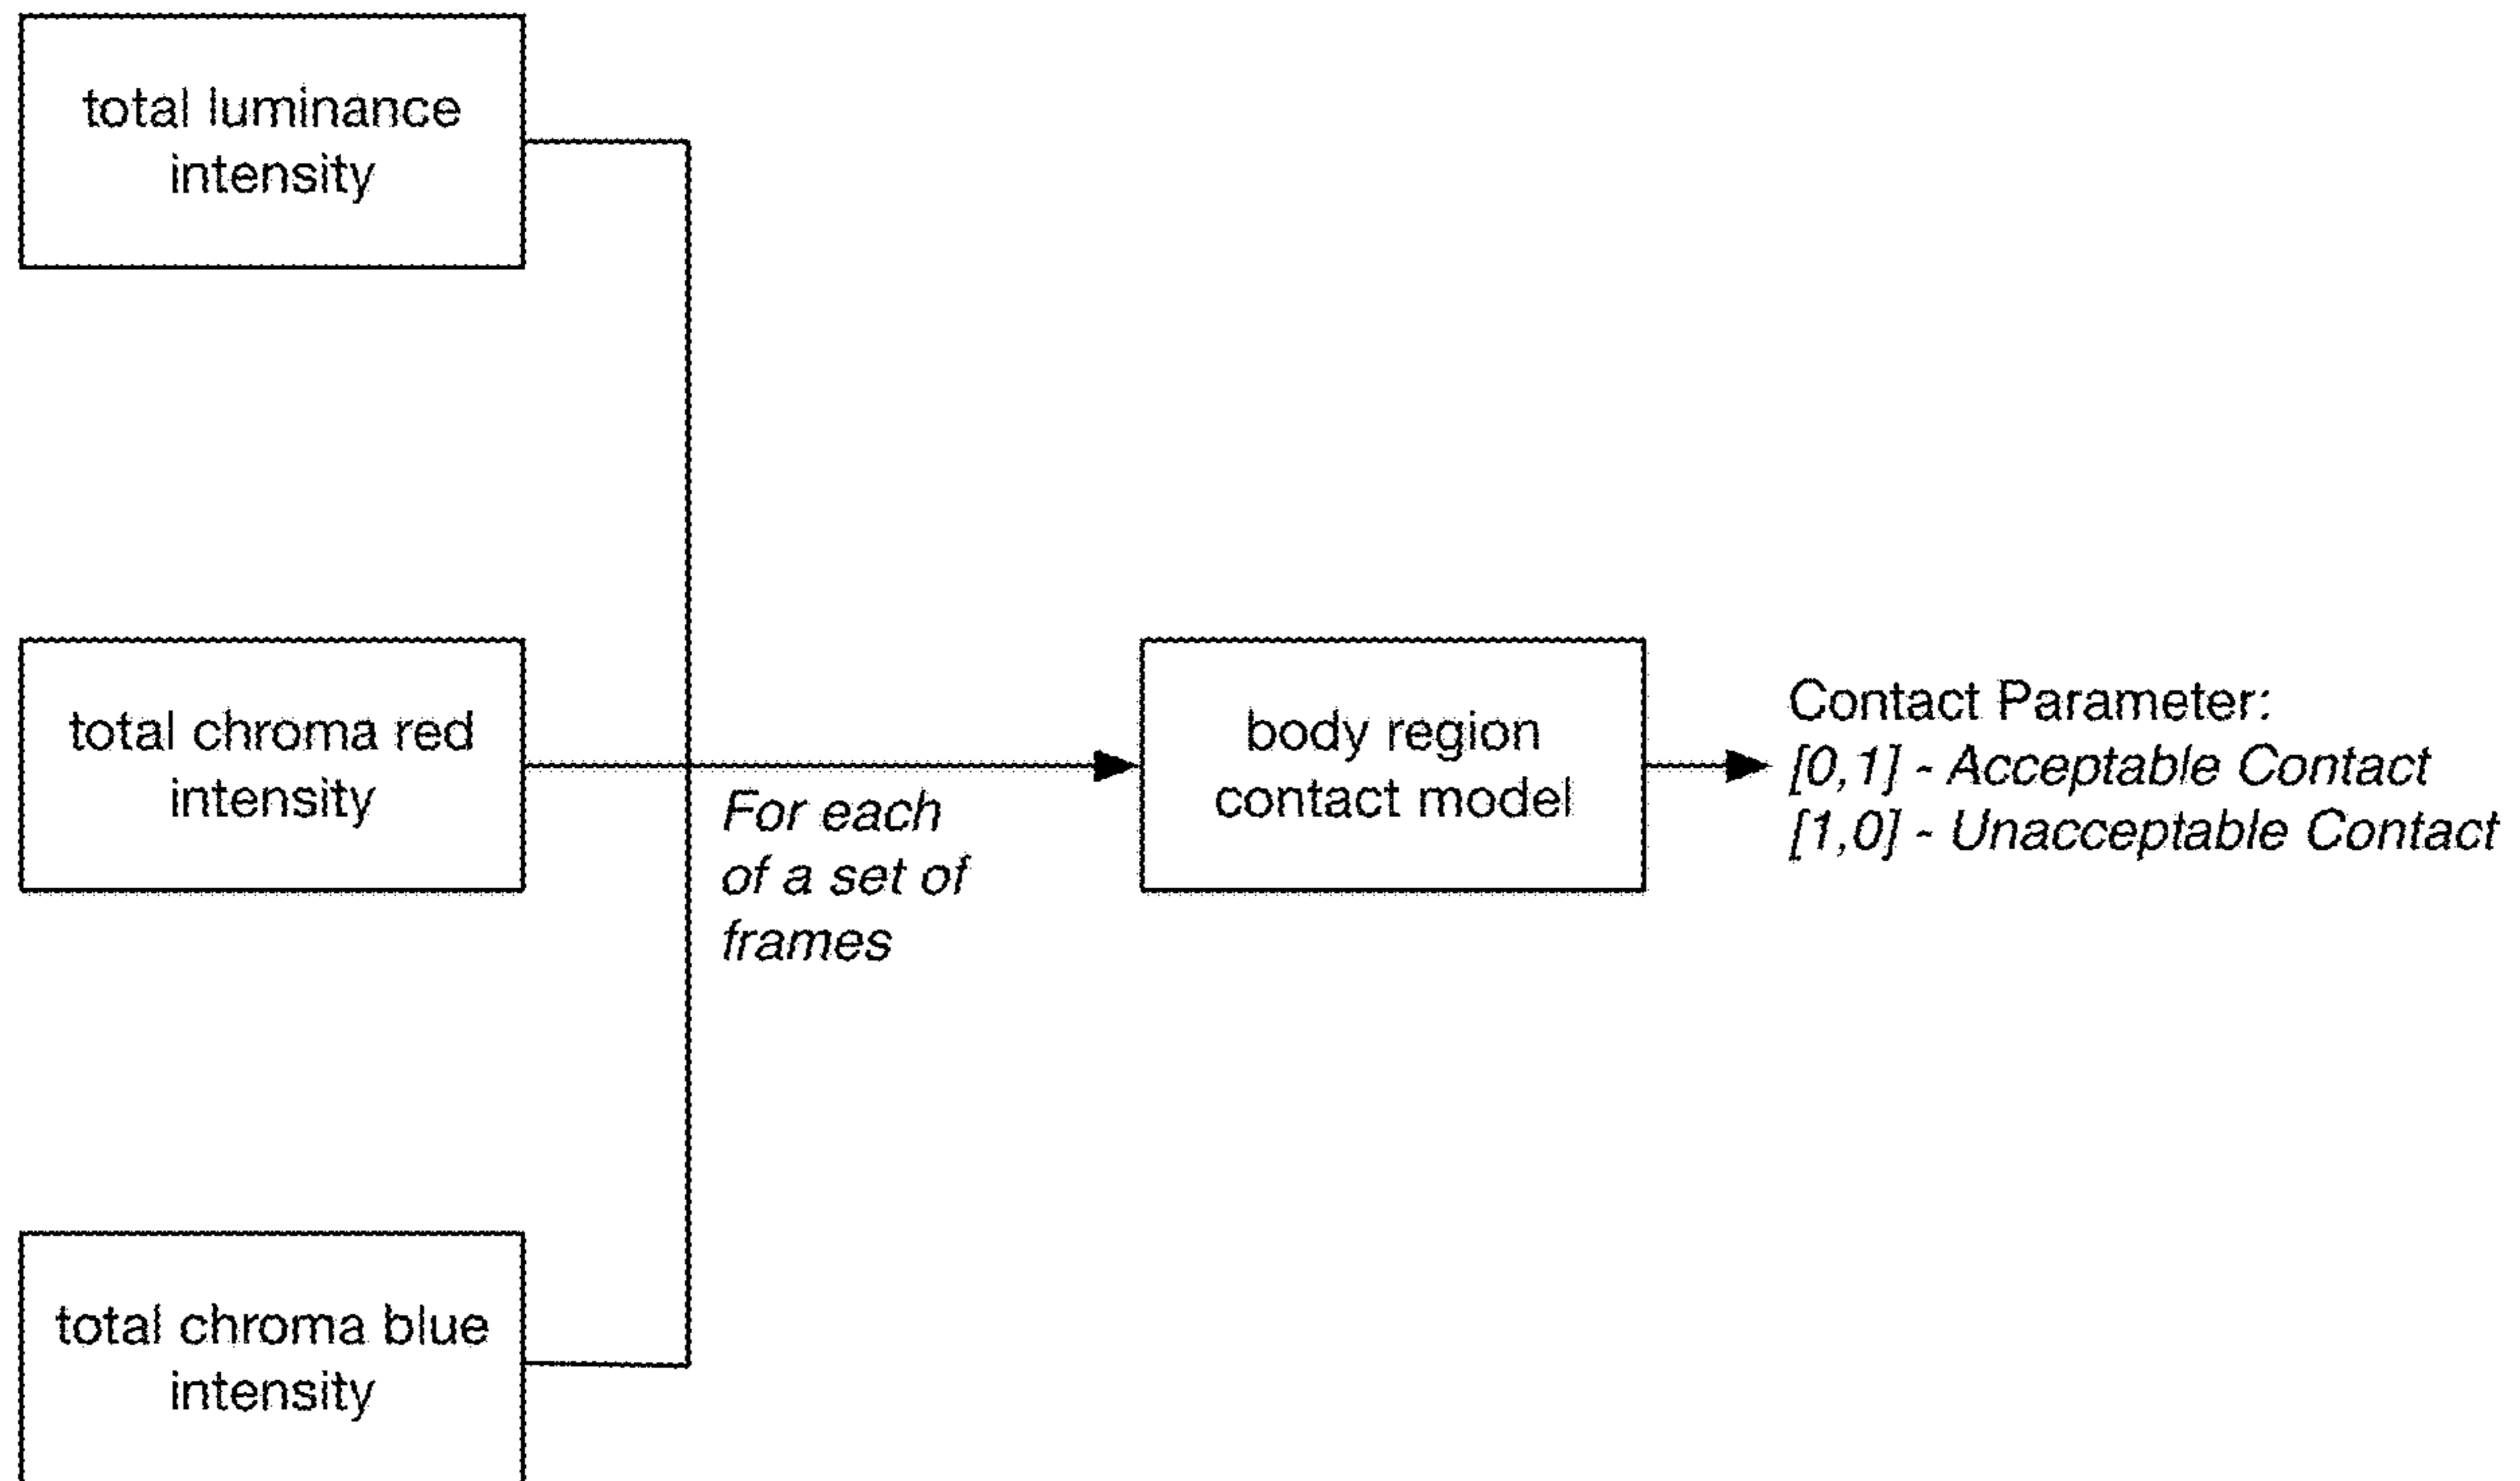 total luminance
intensity
total chroma red
intensity
For each
of a set of
frames
body region
contact model
Contact Parameter:
[0,1] - Acceptable Contact
[1,0] - Unacceptable Contact
total chroma blue
intensity